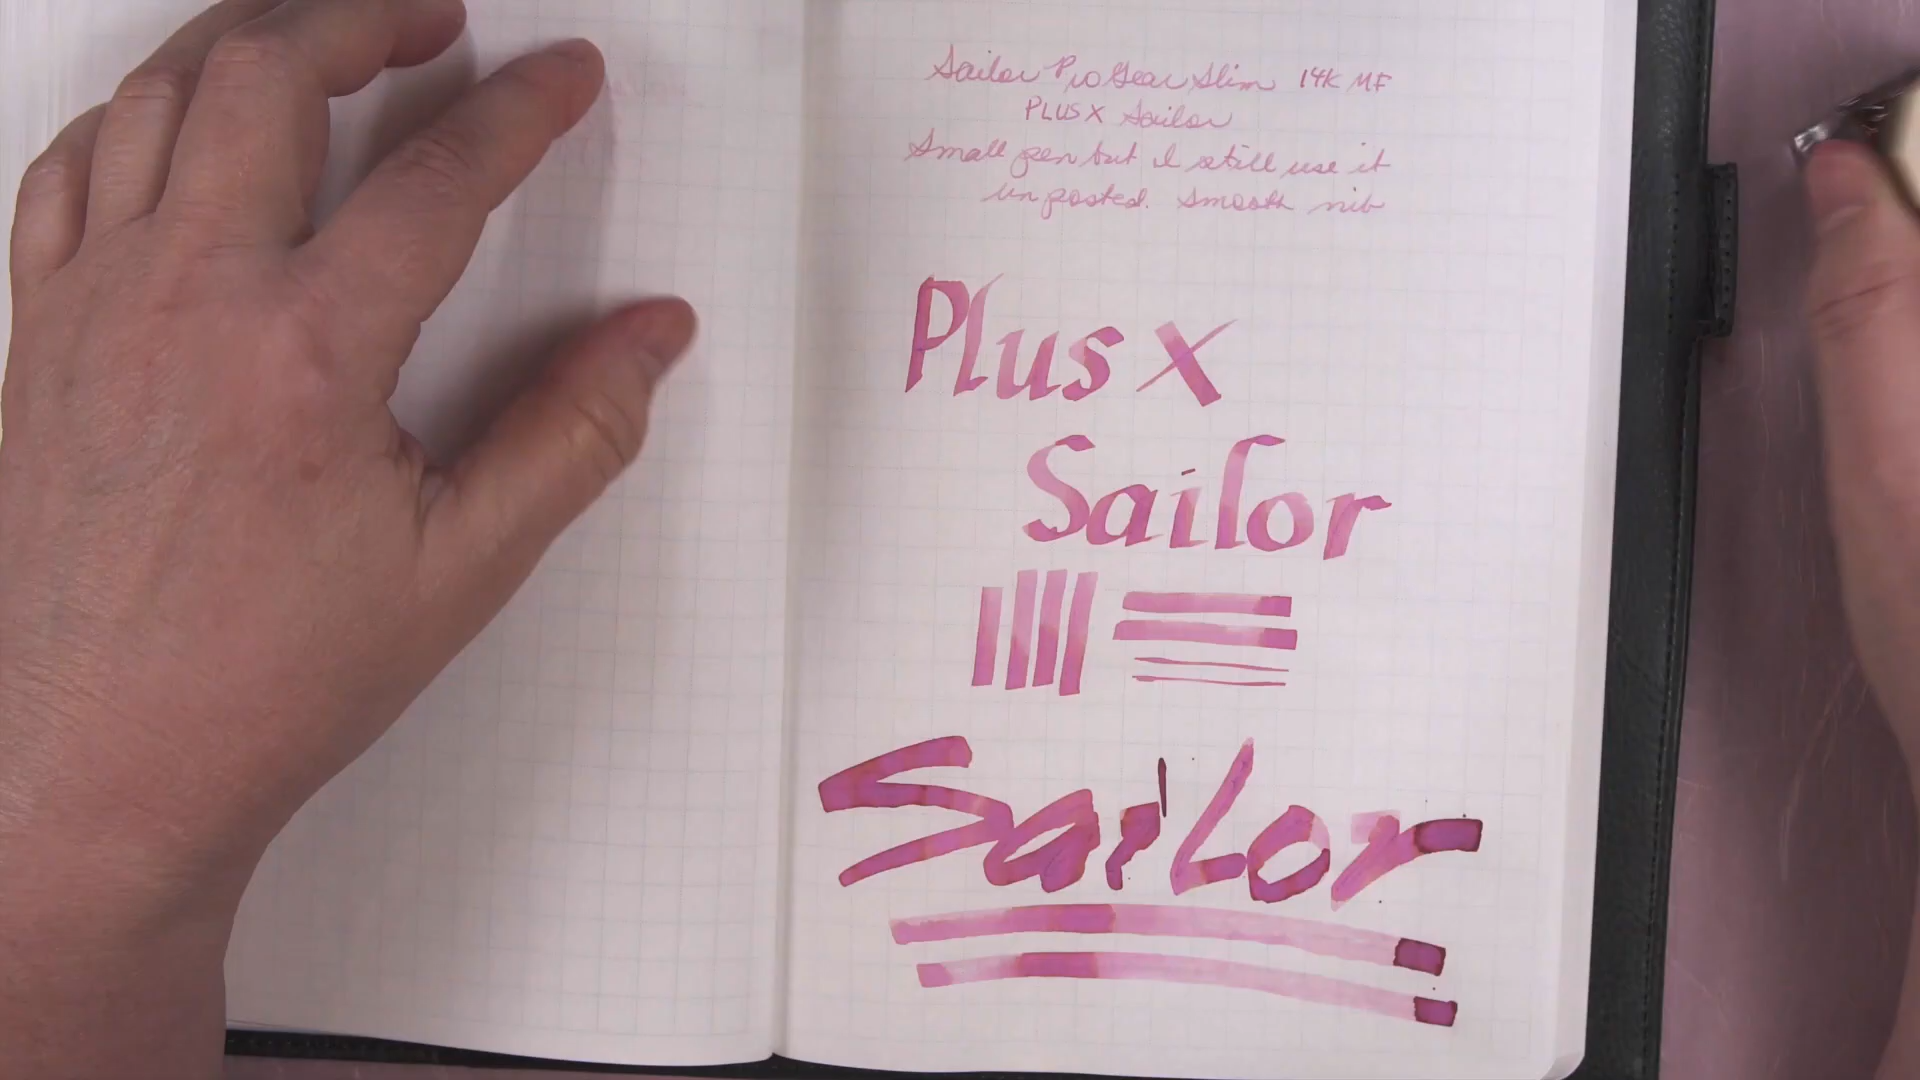 Sailor Pro Gear Slim 14K MF
PLUS X Sailor
Small pen but I still use it
unposted. Smooth nib
Plus X
Sailor
Sailor